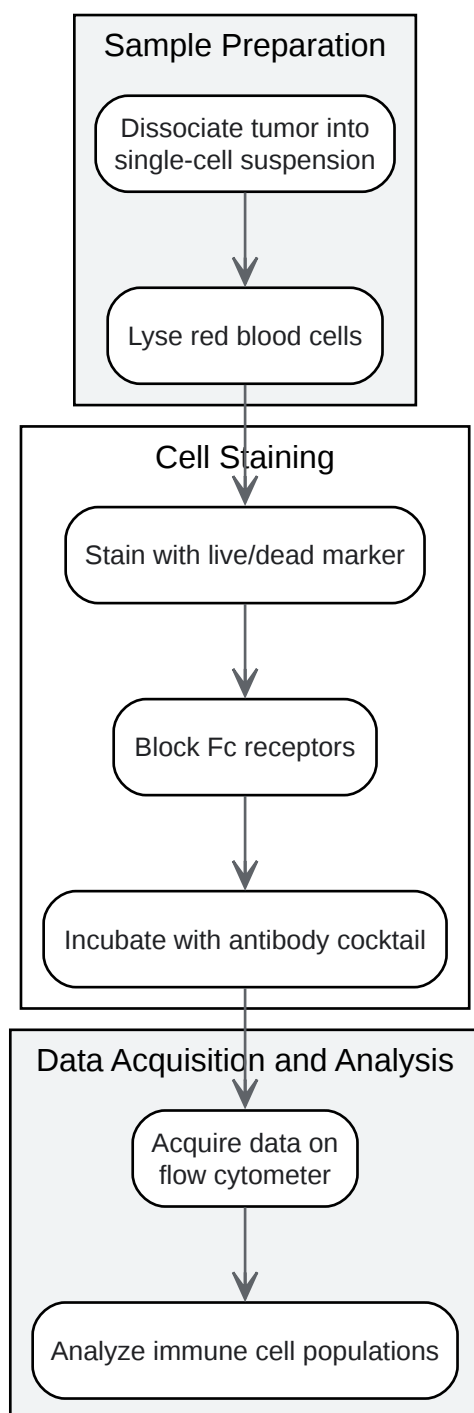 Sample Preparation
Dissociate tumor into
single-cell suspension
Lyse red blood cells
Cell Staining
Stain with live/dead marker
Block Fc receptors
Incubate with antibody cocktail
Data Acquisition and Analysis
Acquire data on
flow cytometer
Analyze immune cell populations